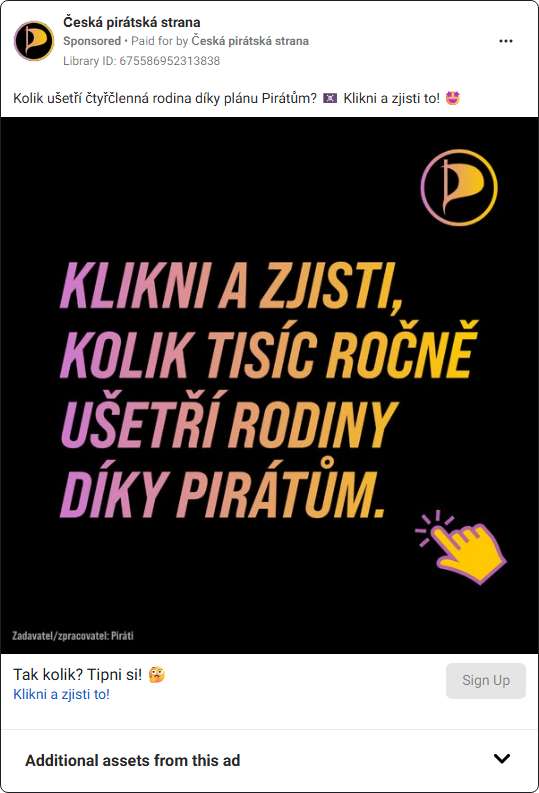 Česká pirátská strana
Sponsored • Paid for by Česká pirátská strana
Library ID: 675586952313838
Kolik ušetří čtyřčlenná rodina díky plánu Pirátům? 🏴‍☠️ Klikni a zjisti to! 🤩
KLIKNI A ZJISTI,
KOLIK TISÍC ROČNĚ
UŠETŘÍ RODINY
DÍKY PIRÁTŮM.
Zadavatel/zpracovatel: Piráti
Tak kolik? Tipni si! 🤔
Klikni a zjisti to!
Sign Up
Additional assets from this ad